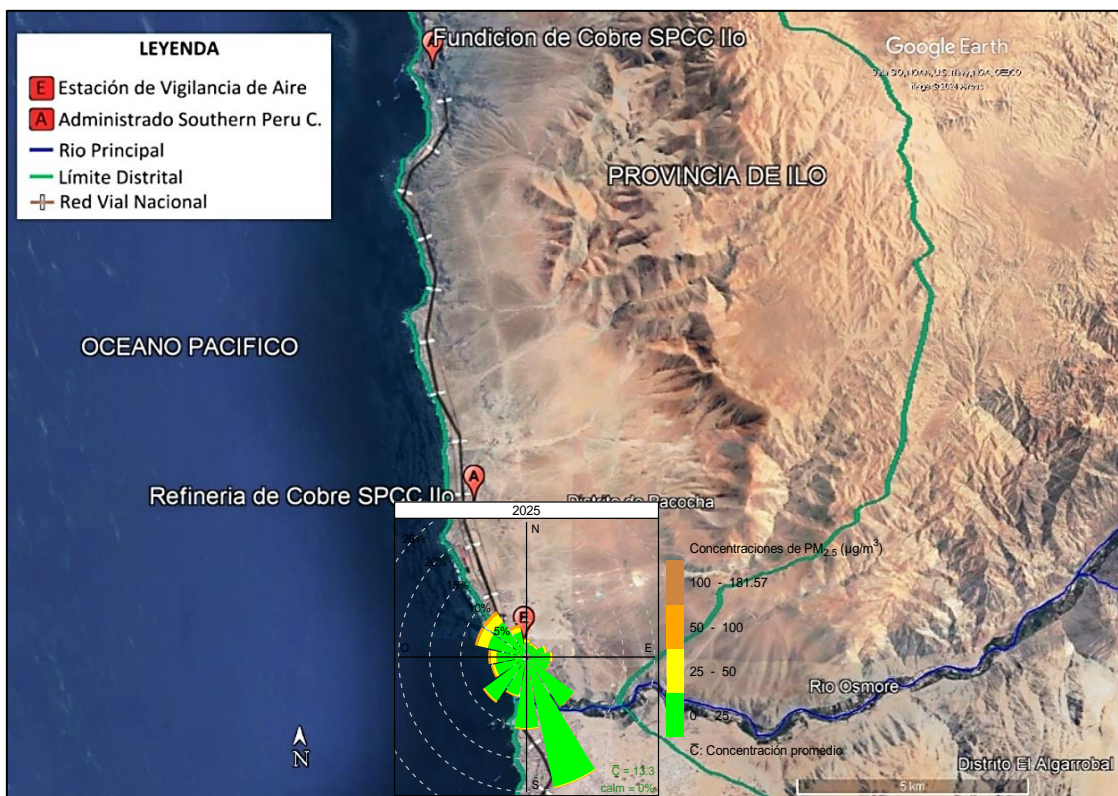 LEYENDA
E Estación de Vigilancia de Aire
A Administrado Southern Peru C.
Rio Principal
Límite Distrital
Red Vial Nacional
A
Fundicion de Cobre SPCC Ilo
Google Earth
PROVINCIA DE ILO
OCEANO PACIFICO
A
Refineria de Cobre SPCC Ilo
Distrito de Pacocha
2025
N
25%
20%
15%
10%
5%
E
O
E
S
C̅ = 13.3
calm = 0%
Concentraciones de PM2.5 (µg/m³)
100 - 181.57
50 - 100
25 - 50
0 - 25
C̅: Concentración promedio
Rio Osmore
Distrito El Algarrobal
N
5 km